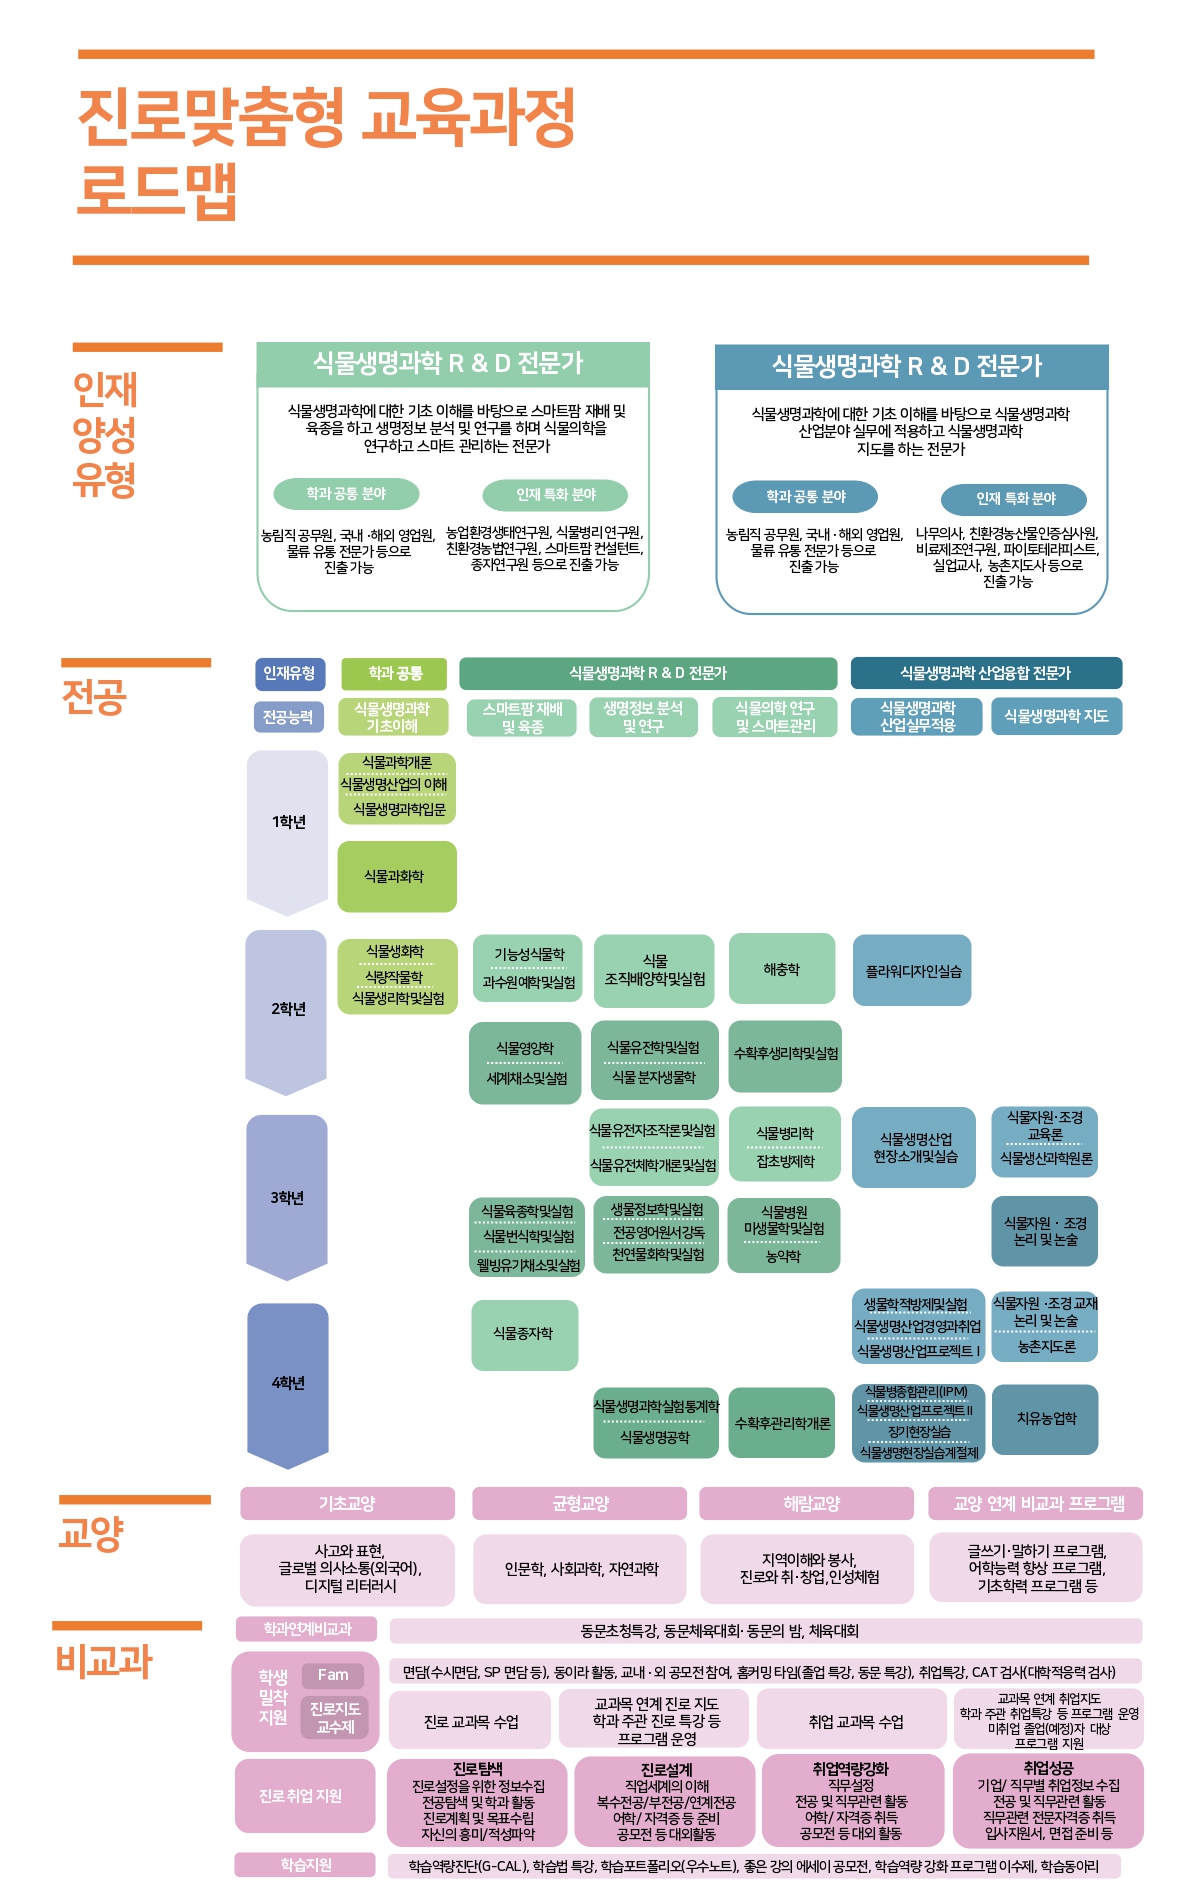 진로맞춤형 교육과정
로드맵
인재
양성
유형
식물생명과학 R & D 전문가
식물생명과학에 대한 기초 이해를 바탕으로 스마트팜 재배 및
육종을 하고 생명정보 분석 및 연구를 하며 식물의학을
연구하고 스마트 관리하는 전문가
학과 공통 분야
인재 특화 분야
농림직 공무원, 국내 · 해외 영업원,
물류 유통 전문가 등으로
진출 가능
농업환경생태연구원, 식물병리 연구원,
친환경농법연구원, 스마트팜 컨설턴트,
종자연구원 등으로 진출 가능
식물생명과학 R & D 전문가
식물생명과학에 대한 기초 이해를 바탕으로 식물생명과학
산업분야 실무에 적용하고 식물생명과학
지도를 하는 전문가
학과 공통 분야
인재 특화 분야
농림직 공무원, 국내 · 해외 영업원,
물류 유통 전문가 등으로
진출 가능
나무의사, 친환경농산물인증심사원,
비료제조연구원, 파이토테라피스트,
실업교사, 농촌지도사 등으로
진출 가능
전공
인재유형
학과 공통
식물생명과학 R & D 전문가
식물생명과학 산업융합 전문가
전공능력
식물생명과학
기초이해
스마트팜 재배
및 육종
생명정보 분석
및 연구
식물의학 연구
및 스마트관리
식물생명과학
산업실무적용
식물생명과학 지도
1학년
식물과학개론
식물생명산업의 이해
식물생명과학입문
식물과화학
2학년
식물생화학
식량작물학
식물생리학및실험
기능성식물학
과수원예학및실험
식물
조직배양학및실험
해충학
플라워디자인실습
식물영양학
세계채소및실험
식물유전학및실험
식물 분자생물학
수확후생리학및실험
3학년
식물유전자조작론및실험
식물유전체학개론및실험
식물병리학
잡초방제학
식물생명산업
현장소개및실습
식물자원·조경
교육론
식물생산과학원론
식물육종학및실험
식물번식학및실험
웰빙유기채소및실험
생물정보학및실험
전공영어원서강독
천연물화학및실험
식물병원
미생물학및실험
농약학
식물자원 · 조경
논리 및 논술
4학년
식물종자학
생물학적방제및실험
식물생명산업경영과취업
식물생명산업프로젝트 I
식물자원 ·조경 교재
논리 및 논술
농촌지도론
식물생명과학실험통계학
식물생명공학
수확후관리학개론
식물병종합관리(IPM)
식물생명산업프로젝트 II
장기현장실습
식물생명현장실습계절제
치유농업학
교양
기초교양
균형교양
해람교양
교양 연계 비교과 프로그램
사고와 표현,
글로벌 의사소통(외국어),
디지털 리터러시
인문학, 사회과학, 자연과학
지역이해와 봉사,
진로와 취·창업,인성체험
글쓰기·말하기 프로그램,
어학능력 향상 프로그램,
기초학력 프로그램 등
비교과
학과연계비교과
동문초청특강, 동문체육대회· 동문의 밤, 체육대회
학생
밀착
지원
Fam
진로지도
교수제
면담(수시면담, SP 면담 등), 동이라 활동, 교내 · 외 공모전 참여, 홈커밍 타임(졸업 특강, 동문 특강), 취업특강, CAT 검사(대학적응력 검사)
진로 교과목 수업
교과목 연계 진로 지도
학과 주관 진로 특강 등
프로그램 운영
취업 교과목 수업
교과목 연계 취업지도
학과 주관 취업특강 등 프로그램 운영
미취업 졸업(예정)자 대상
프로그램 지원
진로 취업 지원
진로탐색
진로설정을 위한 정보수집
전공탐색 및 학과 활동
진로계획 및 목표수립
자신의 흥미/적성파악
진로설계
직업세계의 이해
복수전공/부전공/연계전공
어학/ 자격증 등 준비
공모전 등 대외활동
취업역량강화
직무설정
전공 및 직무관련 활동
어학/ 자격증 취득
공모전 등 대외 활동
취업성공
기업/ 직무별 취업정보 수집
전공 및 직무관련 활동
직무관련 전문자격증 취득
입사지원서, 면접 준비 등
학습지원
학습역량진단(G-CAL), 학습법 특강, 학습포트폴리오(우수노트), 좋은 강의 에세이 공모전, 학습역량 강화 프로그램 이수제, 학습동아리